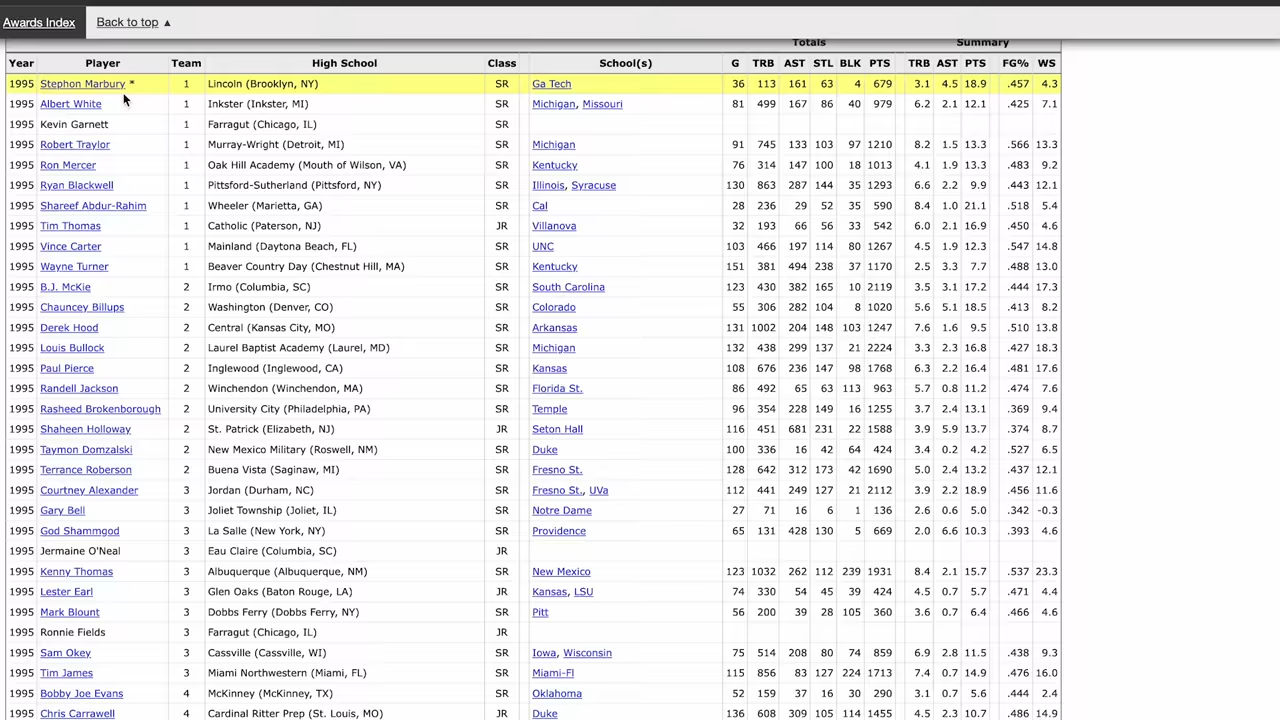 Awards Index Back to top ▲
Totals Summary
Year Player Team High School Class School(s) G TRB AST STL BLK PTS TRB AST PTS FG% WS
1995 Stephon Marbury * 1 Lincoln (Brooklyn, NY) SR Ga Tech 36 113 161 63 4 679 3.1 4.5 18.9 .457 4.3
1995 Albert White 1 Inkster (Inkster, MI) SR Michigan, Missouri 81 499 167 86 40 979 6.2 2.1 12.1 .425 7.1
1995 Kevin Garnett 1 Farragut (Chicago, IL) SR
1995 Robert Traylor 1 Murray-Wright (Detroit, MI) SR Michigan 91 745 133 103 97 1210 8.2 1.5 13.3 .566 13.3
1995 Ron Mercer 1 Oak Hill Academy (Mouth of Wilson, VA) SR Kentucky 76 314 147 100 18 1013 4.1 1.9 13.3 .483 9.2
1995 Ryan Blackwell 1 Pittsford-Sutherland (Pittsford, NY) SR Illinois, Syracuse 130 863 287 144 35 1293 6.6 2.2 9.9 .443 12.1
1995 Shareef Abdur-Rahim 1 Wheeler (Marietta, GA) SR Cal 28 236 29 52 35 590 8.4 1.0 21.1 .518 5.4
1995 Tim Thomas 1 Catholic (Paterson, NJ) JR Villanova 32 193 66 56 33 542 6.0 2.1 16.9 .450 4.6
1995 Vince Carter 1 Mainland (Daytona Beach, FL) SR UNC 103 466 197 114 80 1267 4.5 1.9 12.3 .547 14.8
1995 Wayne Turner 1 Beaver Country Day (Chestnut Hill, MA) SR Kentucky 151 381 494 238 37 1170 2.5 3.3 7.7 .488 13.0
1995 B.J. McKie 2 Irmo (Columbia, SC) SR South Carolina 123 430 382 165 10 2119 3.5 3.1 17.2 .444 17.3
1995 Chauncey Billups 2 Washington (Denver, CO) SR Colorado 55 306 282 104 8 1020 5.6 5.1 18.5 .413 8.2
1995 Derek Hood 2 Central (Kansas City, MO) SR Arkansas 131 1002 204 148 103 1247 7.6 1.6 9.5 .510 13.8
1995 Louis Bullock 2 Laurel Baptist Academy (Laurel, MD) SR Michigan 132 438 299 137 21 2224 3.3 2.3 16.8 .427 18.3
1995 Paul Pierce 2 Inglewood (Inglewood, CA) SR Kansas 108 676 236 147 98 1768 6.3 2.2 16.4 .481 17.6
1995 Randell Jackson 2 Winchendon (Winchendon, MA) SR Florida St. 86 492 65 63 113 963 5.7 0.8 11.2 .474 7.6
1995 Rasheed Brokenborough 2 University City (Philadelphia, PA) SR Temple 96 354 228 149 16 1255 3.7 2.4 13.1 .369 9.4
1995 Shaheen Holloway 2 St. Patrick (Elizabeth, NJ) JR Seton Hall 116 451 681 231 22 1588 3.9 5.9 13.7 .374 8.7
1995 Taymon Domzalski 2 New Mexico Military (Roswell, NM) SR Duke 100 336 16 42 64 424 3.4 0.2 4.2 .527 6.5
1995 Terrance Roberson 2 Buena Vista (Saginaw, MI) SR Fresno St. 128 642 312 173 42 1690 5.0 2.4 13.2 .437 12.1
1995 Courtney Alexander 3 Jordan (Durham, NC) SR Fresno St., UVa 112 441 249 127 21 2112 3.9 2.2 18.9 .456 11.6
1995 Gary Bell 3 Joliet Township (Joliet, IL) SR Notre Dame 27 71 16 6 1 136 2.6 0.6 5.0 .342 -0.3
1995 God Shammgod 3 La Salle (New York, NY) SR Providence 65 131 428 130 5 669 2.0 6.6 10.3 .393 4.6
1995 Jermaine O'Neal 3 Eau Claire (Columbia, SC) JR
1995 Kenny Thomas 3 Albuquerque (Albuquerque, NM) SR New Mexico 123 1032 262 112 239 1931 8.4 2.1 15.7 .537 23.3
1995 Lester Earl 3 Glen Oaks (Baton Rouge, LA) JR Kansas, LSU 74 330 54 45 39 424 4.5 0.7 5.7 .471 4.4
1995 Mark Blount 3 Dobbs Ferry (Dobbs Ferry, NY) SR Pitt 56 200 39 28 105 360 3.6 0.7 6.4 .466 4.6
1995 Ronnie Fields 3 Farragut (Chicago, IL) JR
1995 Sam Okey 3 Cassville (Cassville, WI) SR Iowa, Wisconsin 75 514 208 80 74 859 6.9 2.8 11.5 .438 9.3
1995 Tim James 3 Miami Northwestern (Miami, FL) SR Miami-Fl 115 856 83 127 224 1713 7.4 0.7 14.9 .476 16.0
1995 Bobby Joe Evans 4 McKinney (McKinney, TX) SR Oklahoma 52 159 37 16 30 290 3.1 0.7 5.6 .444 2.4
1995 Chris Carrawell 4 Cardinal Ritter Prep (St. Louis, MO) JR Duke 136 608 309 105 114 1455 4.5 2.3 10.7 .486 14.9